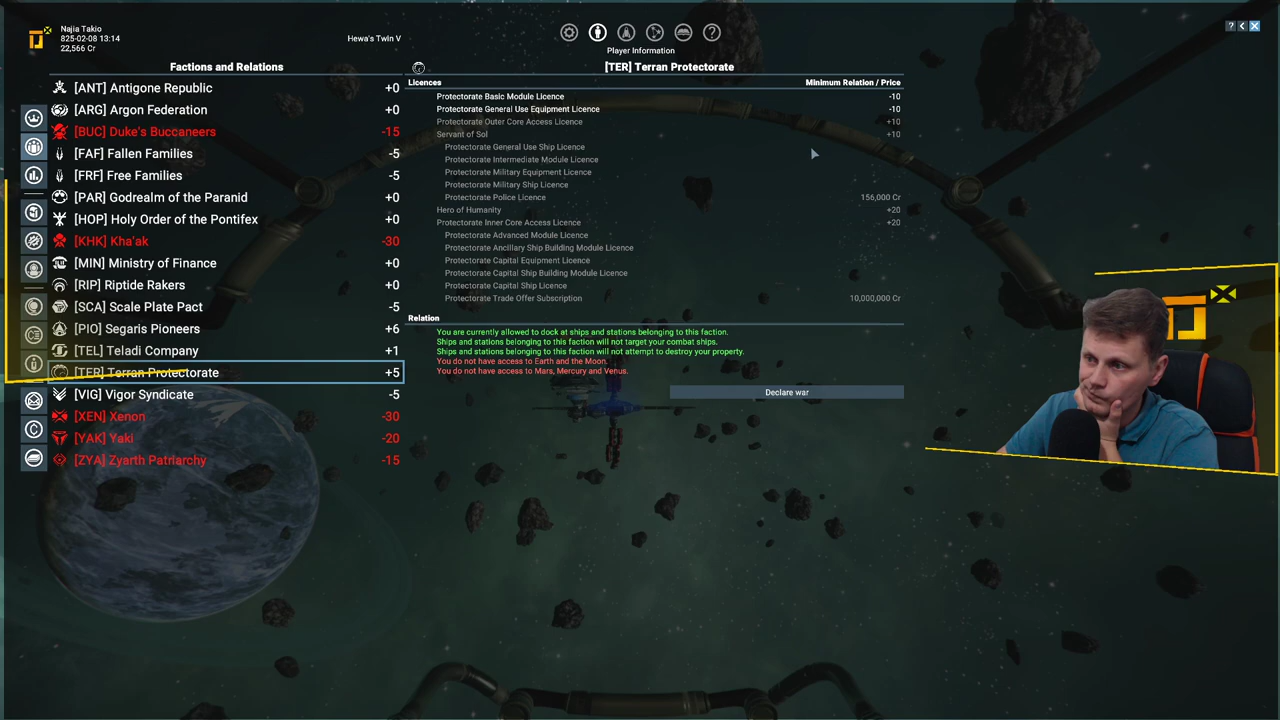 Najia Takio
825-02-08 13:14
22,566 Cr
Hewa's Twin V
Player Information
Factions and Relations
[ANT] Antigone Republic +0
[ARG] Argon Federation +0
[BUC] Duke's Buccaneers -15
[FAF] Fallen Families -5
[FRF] Free Families -5
[PAR] Godrealm of the Paranid +0
[HOP] Holy Order of the Pontifex +0
[KHK] Kha'ak -30
[MIN] Ministry of Finance +0
[RIP] Riptide Rakers +0
[SCA] Scale Plate Pact -5
[PIO] Segaris Pioneers +6
[TEL] Teladi Company +1
[TER] Terran Protectorate +5
[VIG] Vigor Syndicate -5
[XEN] Xenon -30
[YAK] Yaki -20
[ZYA] Zyarth Patriarchy -15
[TER] Terran Protectorate
Licences Minimum Relation / Price
Protectorate Basic Module Licence -10
Protectorate General Use Equipment Licence -10
Protectorate Outer Core Access Licence +10
Servant of Sol +10
Protectorate General Use Ship Licence
Protectorate Intermediate Module Licence
Protectorate Military Equipment Licence
Protectorate Military Ship Licence
Protectorate Police Licence 156,000 Cr
Hero of Humanity +20
Protectorate Inner Core Access Licence +20
Protectorate Advanced Module Licence
Protectorate Ancillary Ship Building Module Licence
Protectorate Capital Equipment Licence
Protectorate Capital Ship Building Module Licence
Protectorate Capital Ship Licence
Protectorate Trade Offer Subscription 10,000,000 Cr
Relation
You are currently allowed to dock at ships and stations belonging to this faction.
Ships and stations belonging to this faction will not target your combat ships.
Ships and stations belonging to this faction will not attempt to destroy your property.
You do not have access to Earth and the Moon.
You do not have access to Mars, Mercury and Venus.
Declare war